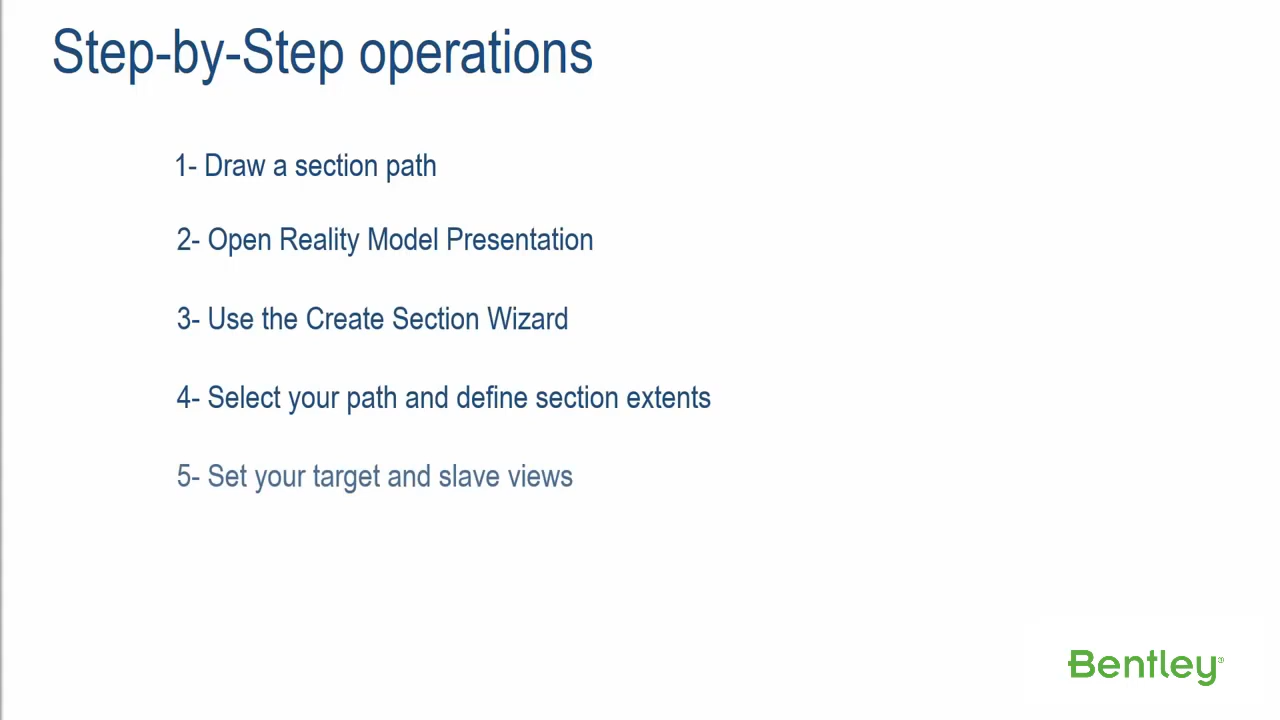 Step-by-Step operations
1- Draw a section path
2- Open Reality Model Presentation
3- Use the Create Section Wizard
4- Select your path and define section extents
5- Set your target and slave views
Bentley®